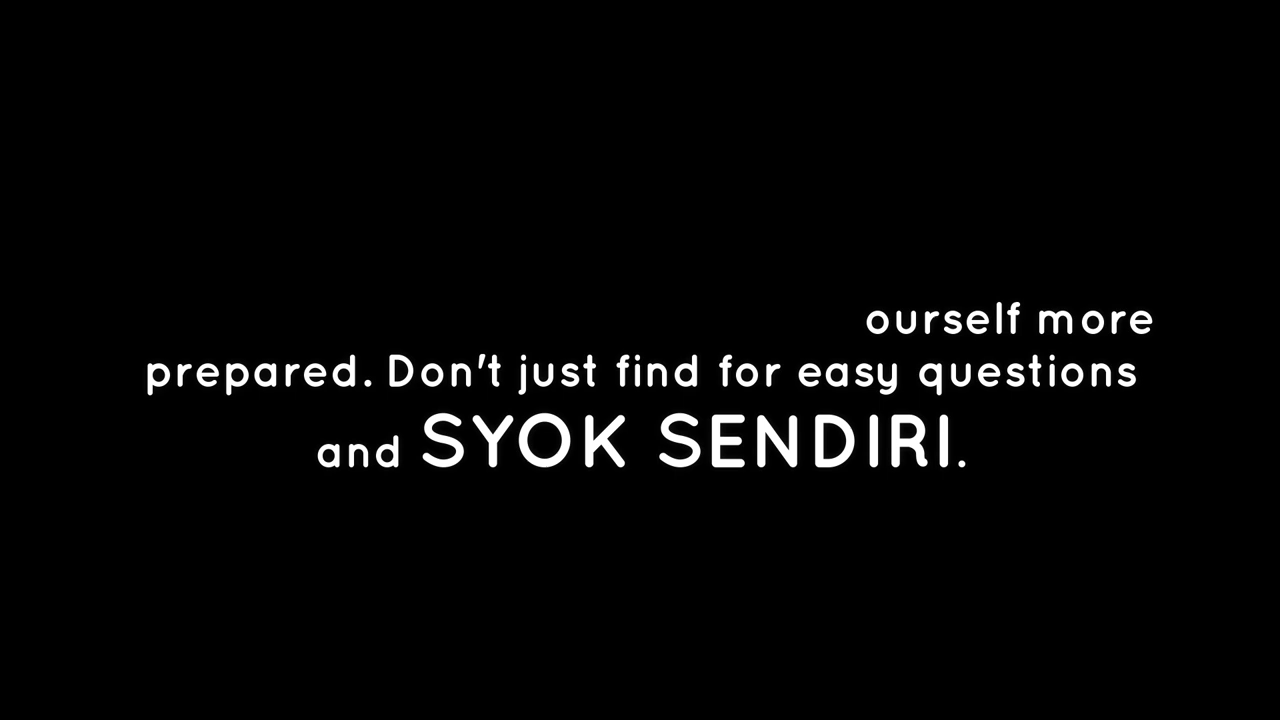 ourself more
prepared. Don't just find for easy questions
and SYOK SENDIRI.